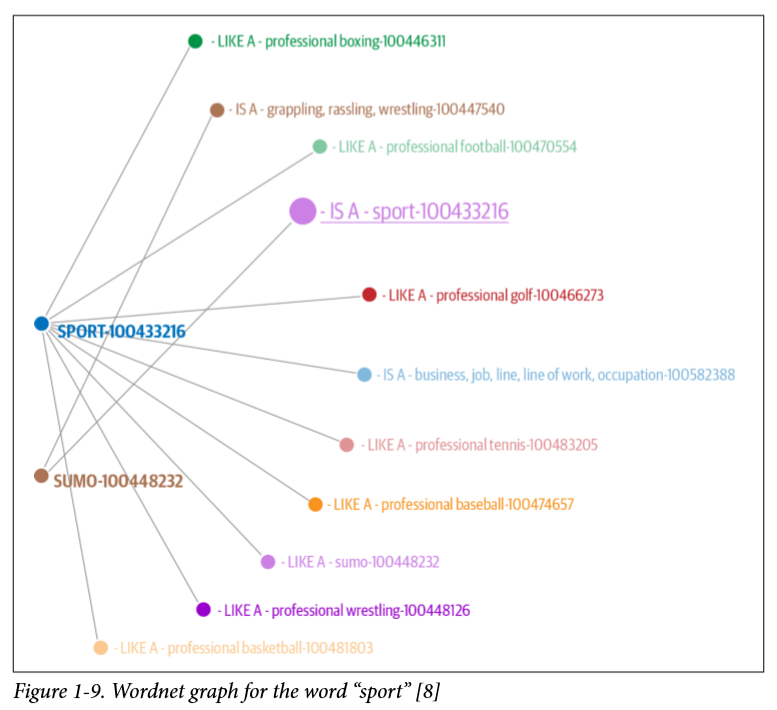 - LIKE A - professional boxing-100446311
- IS A - grappling, rassling, wrestling-100447540
- LIKE A - professional football-100470554
- IS A - sport-100433216
- LIKE A - professional golf-100466273
SPORT-100433216
- IS A - business, job, line, line of work, occupation-100582388
- LIKE A - professional tennis-100483205
SUMO-100448232
- LIKE A - professional baseball-100474657
- LIKE A - sumo-100448232
- LIKE A - professional wrestling-100448126
- LIKE A - professional basketball-100481803
Figure 1-9. Wordnet graph for the word “sport” [8]